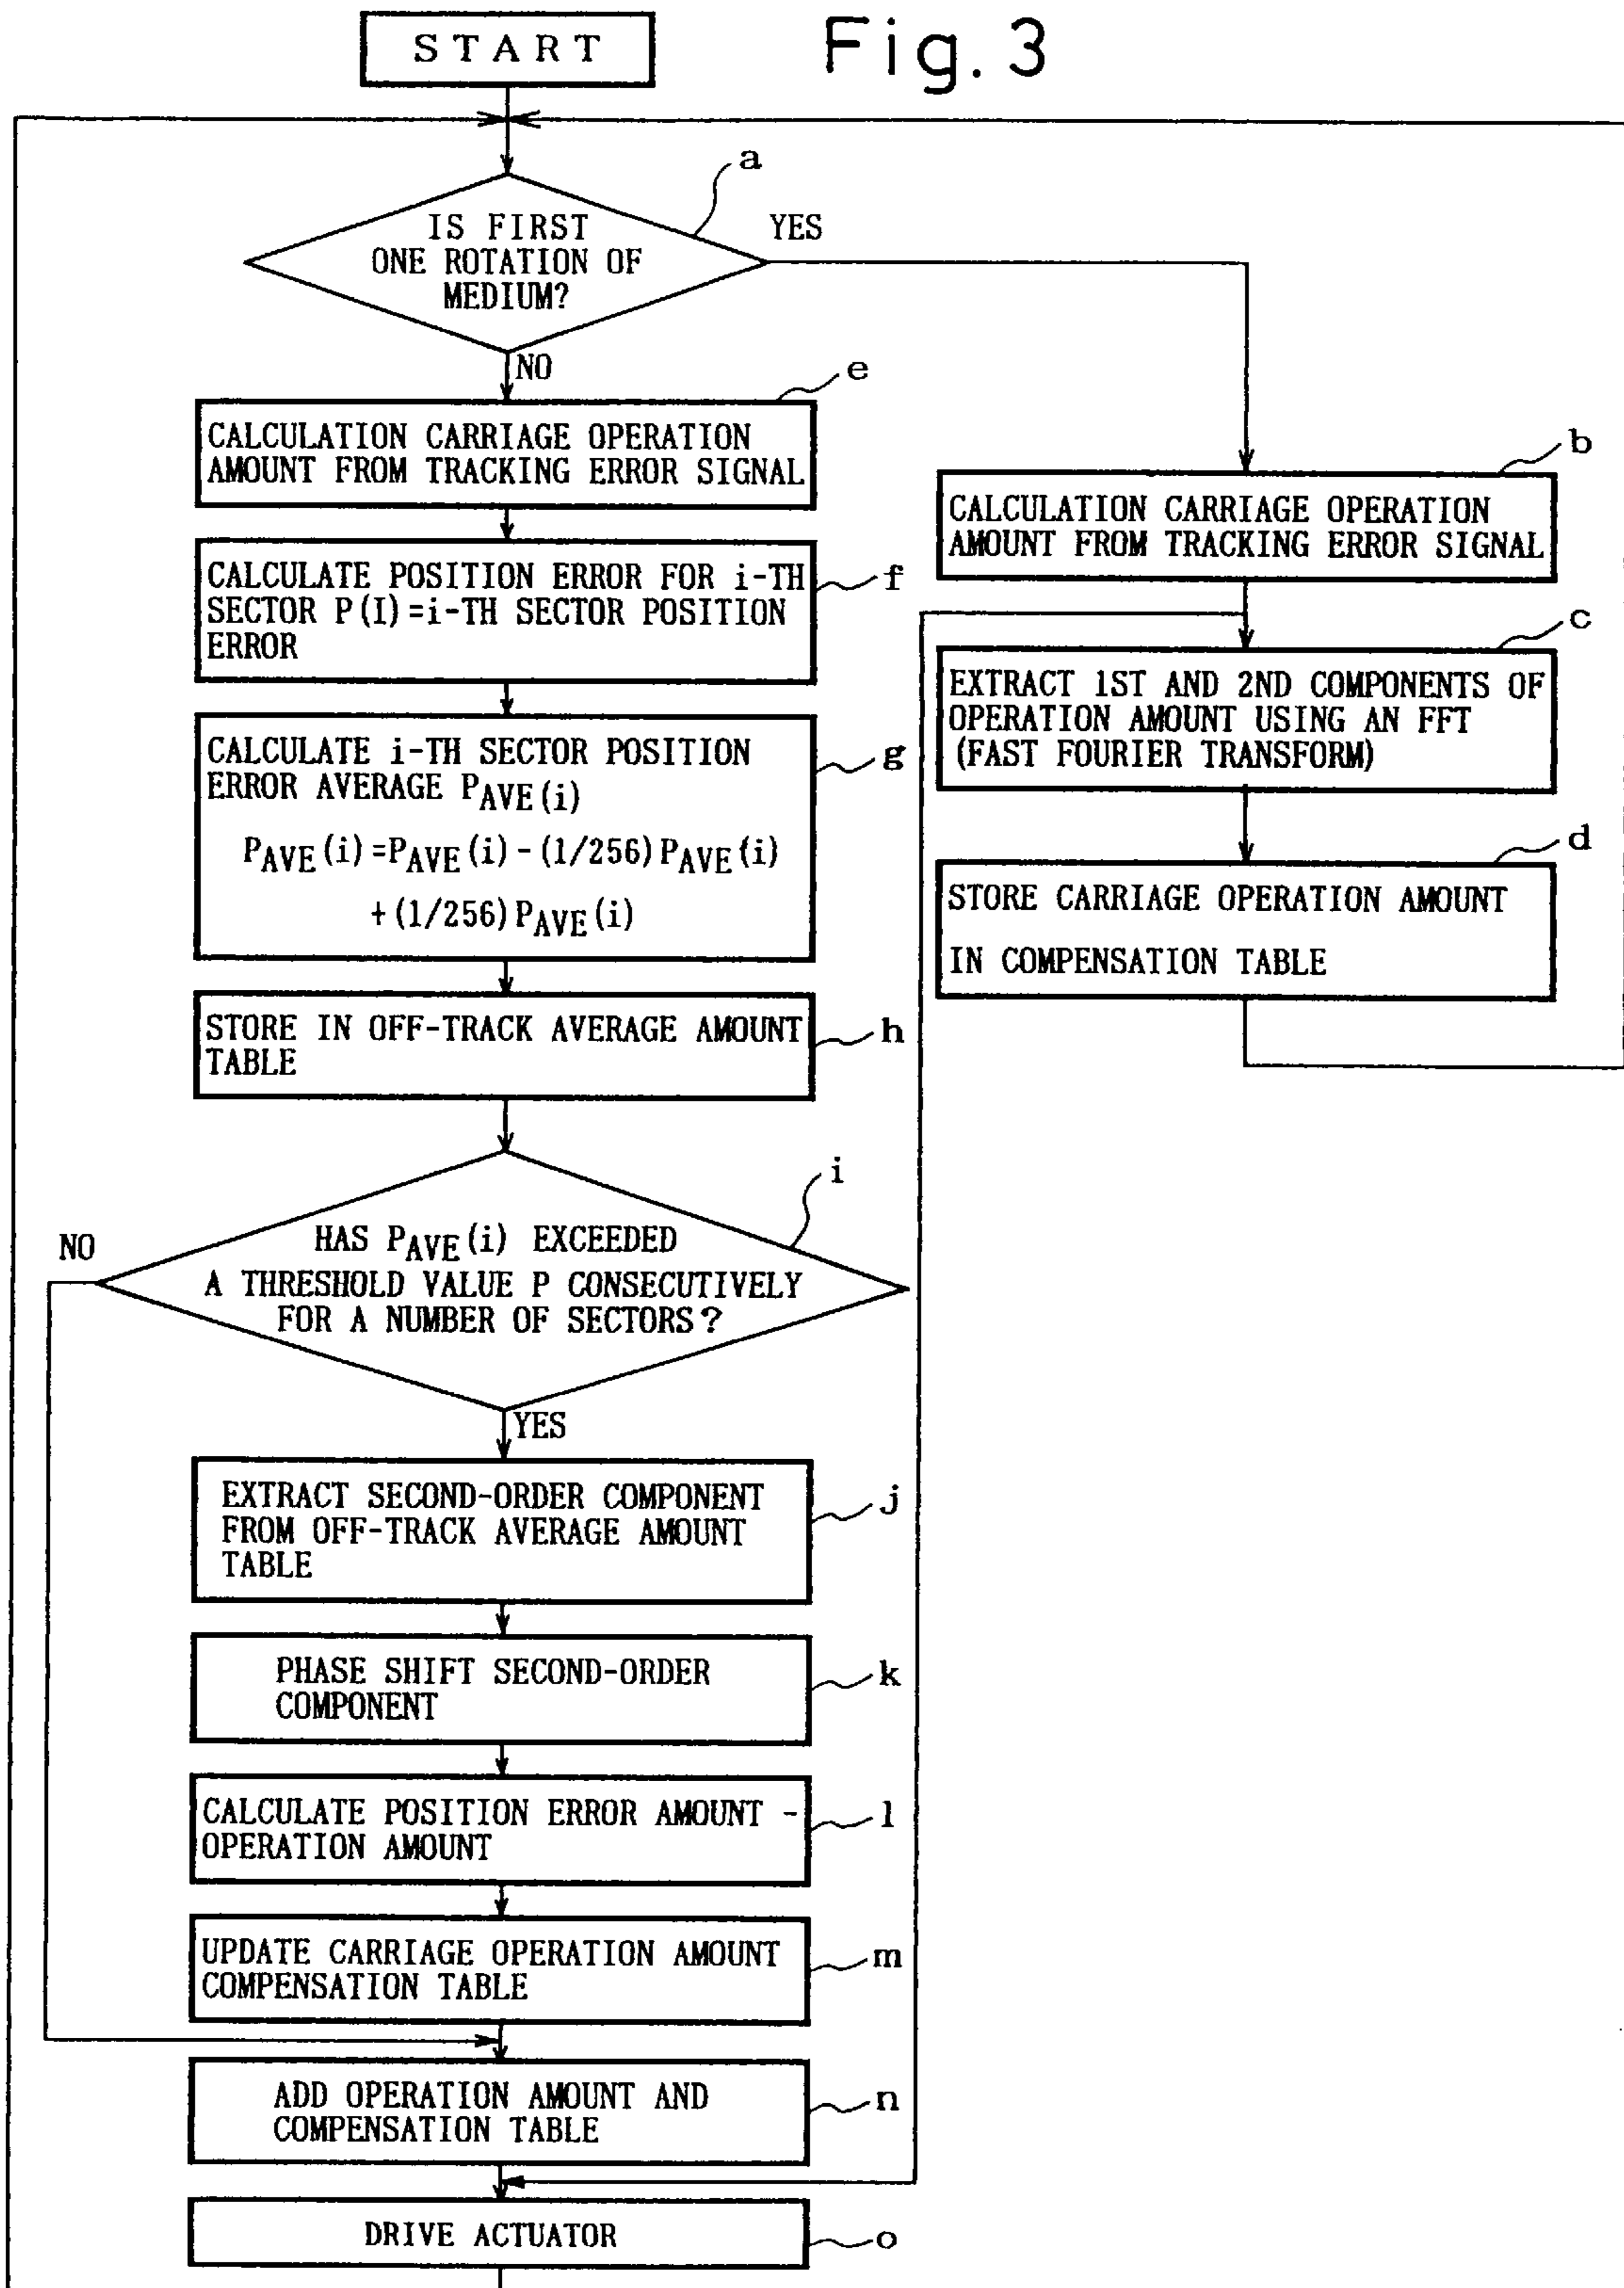 START
Fig. 3
a
IS FIRST
ONE ROTATION OF
MEDIUM?
YES
NO
e
CALCULATION CARRIAGE OPERATION
AMOUNT FROM TRACKING ERROR SIGNAL
b
CALCULATION CARRIAGE OPERATION
AMOUNT FROM TRACKING ERROR SIGNAL
CALCULATE POSITION ERROR FOR i-TH
SECTOR P(I)=i-TH SECTOR POSITION
ERROR
f
c
EXTRACT 1ST AND 2ND COMPONENTS OF
OPERATION AMOUNT USING AN FFT
(FAST FOURIER TRANSFORM)
CALCULATE i-TH SECTOR POSITION
ERROR AVERAGE PAVE(i)
PAVE(i)=PAVE(i)-(1/256)PAVE(i)
+(1/256)PAVE(i)
g
d
STORE CARRIAGE OPERATION AMOUNT
IN COMPENSATION TABLE
STORE IN OFF-TRACK AVERAGE AMOUNT
TABLE
h
i
NO
HAS PAVE(i) EXCEEDED
A THRESHOLD VALUE P CONSECUTIVELY
FOR A NUMBER OF SECTORS?
YES
EXTRACT SECOND-ORDER COMPONENT
FROM OFF-TRACK AVERAGE AMOUNT
TABLE
j
PHASE SHIFT SECOND-ORDER
COMPONENT
k
CALCULATE POSITION ERROR AMOUNT -
OPERATION AMOUNT
l
UPDATE CARRIAGE OPERATION AMOUNT
COMPENSATION TABLE
m
ADD OPERATION AMOUNT AND
COMPENSATION TABLE
n
DRIVE ACTUATOR
o